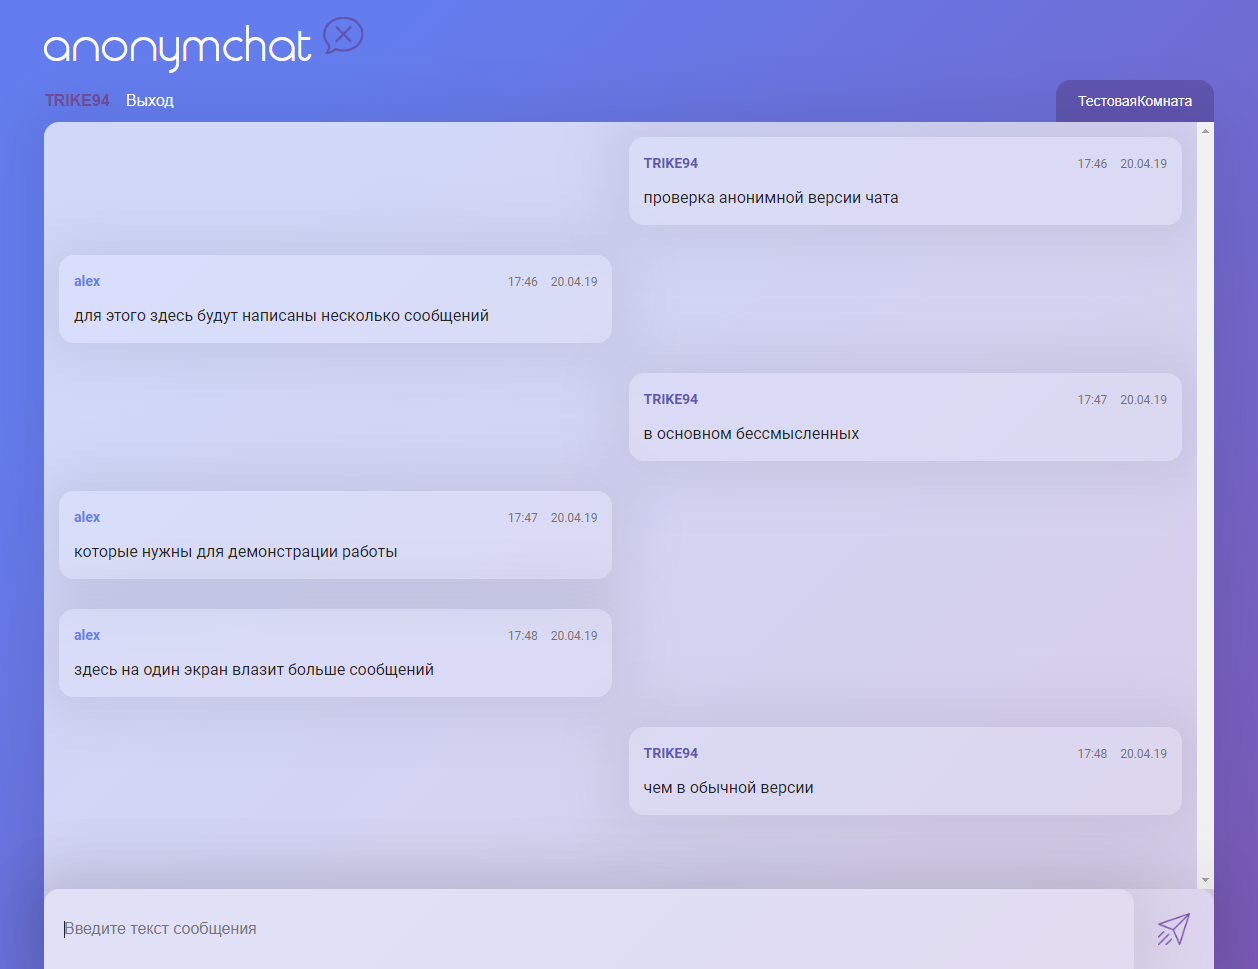 anonymchat
TRIKE94 Выход
ТестоваяКомната
TRIKE94 17:46 20.04.19
проверка анонимной версии чата
alex 17:46 20.04.19
для этого здесь будут написаны несколько сообщений
TRIKE94 17:47 20.04.19
в основном бессмысленных
alex 17:47 20.04.19
которые нужны для демонстрации работы
alex 17:48 20.04.19
здесь на один экран влазит больше сообщений
TRIKE94 17:48 20.04.19
чем в обычной версии
Введите текст сообщения